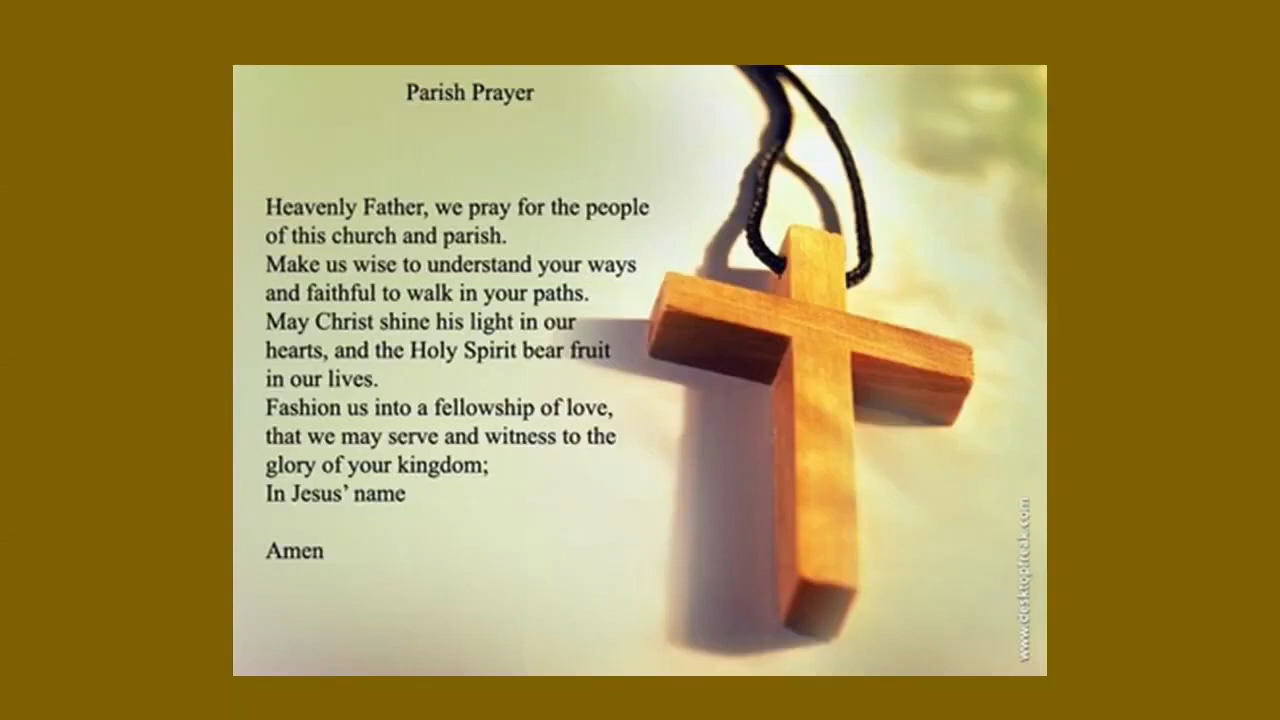 Parish Prayer
Heavenly Father, we pray for the people
of this church and parish.
Make us wise to understand your ways
and faithful to walk in your paths.
May Christ shine his light in our
hearts, and the Holy Spirit bear fruit
in our lives.
Fashion us into a fellowship of love,
that we may serve and witness to the
glory of your kingdom;
In Jesus’ name
Amen
www.desktopfreak.com